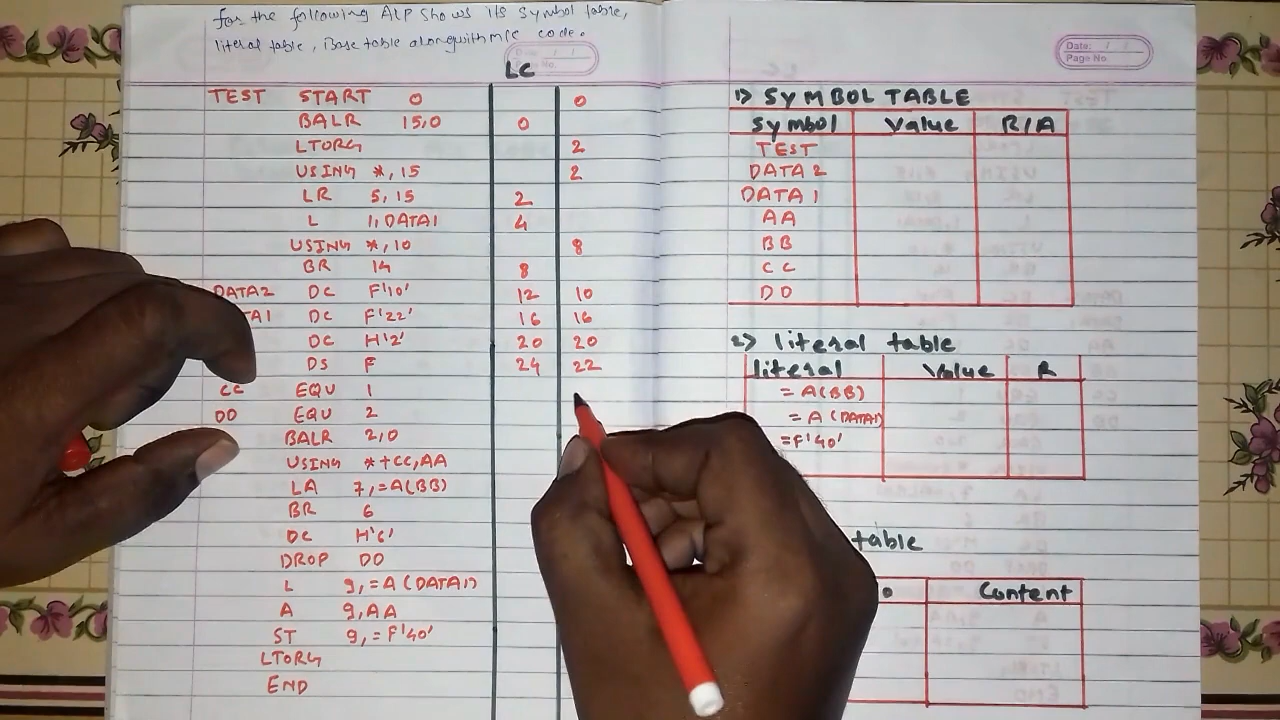 for the following ALP shows its symbol table,
literal table, Base table alongwith M/C code.
Date: / /
Page No.
LC
TEST START 0 0
BALR 15,0 0
LTORG 2
USING *, 15 2
LR 5, 15 2
L 1, DATA1 4
USING *, 10 8
BR 14 8
DATA2 DC F'10' 12 10
TA1 DC F'22' 16 16
DC H'2' 20 20
DS F 24 22
CC EQU 1
DD EQU 2
BALR 2,0
USING *+CC,AA
LA 7,=A(BB)
BR 6
DC H'6'
DROP DD
L 9,=A(DATA1)
A 9,AA
ST 9,=F'40'
LTORG
END
Date: / /
Page No.
1> SYMBOL TABLE
Symbol Value R/A
TEST
DATA2
DATA1
AA
BB
CC
DD
2> literal table
literal Value R
=A(BB)
=A(DATA1)
=F'40'
table
Content